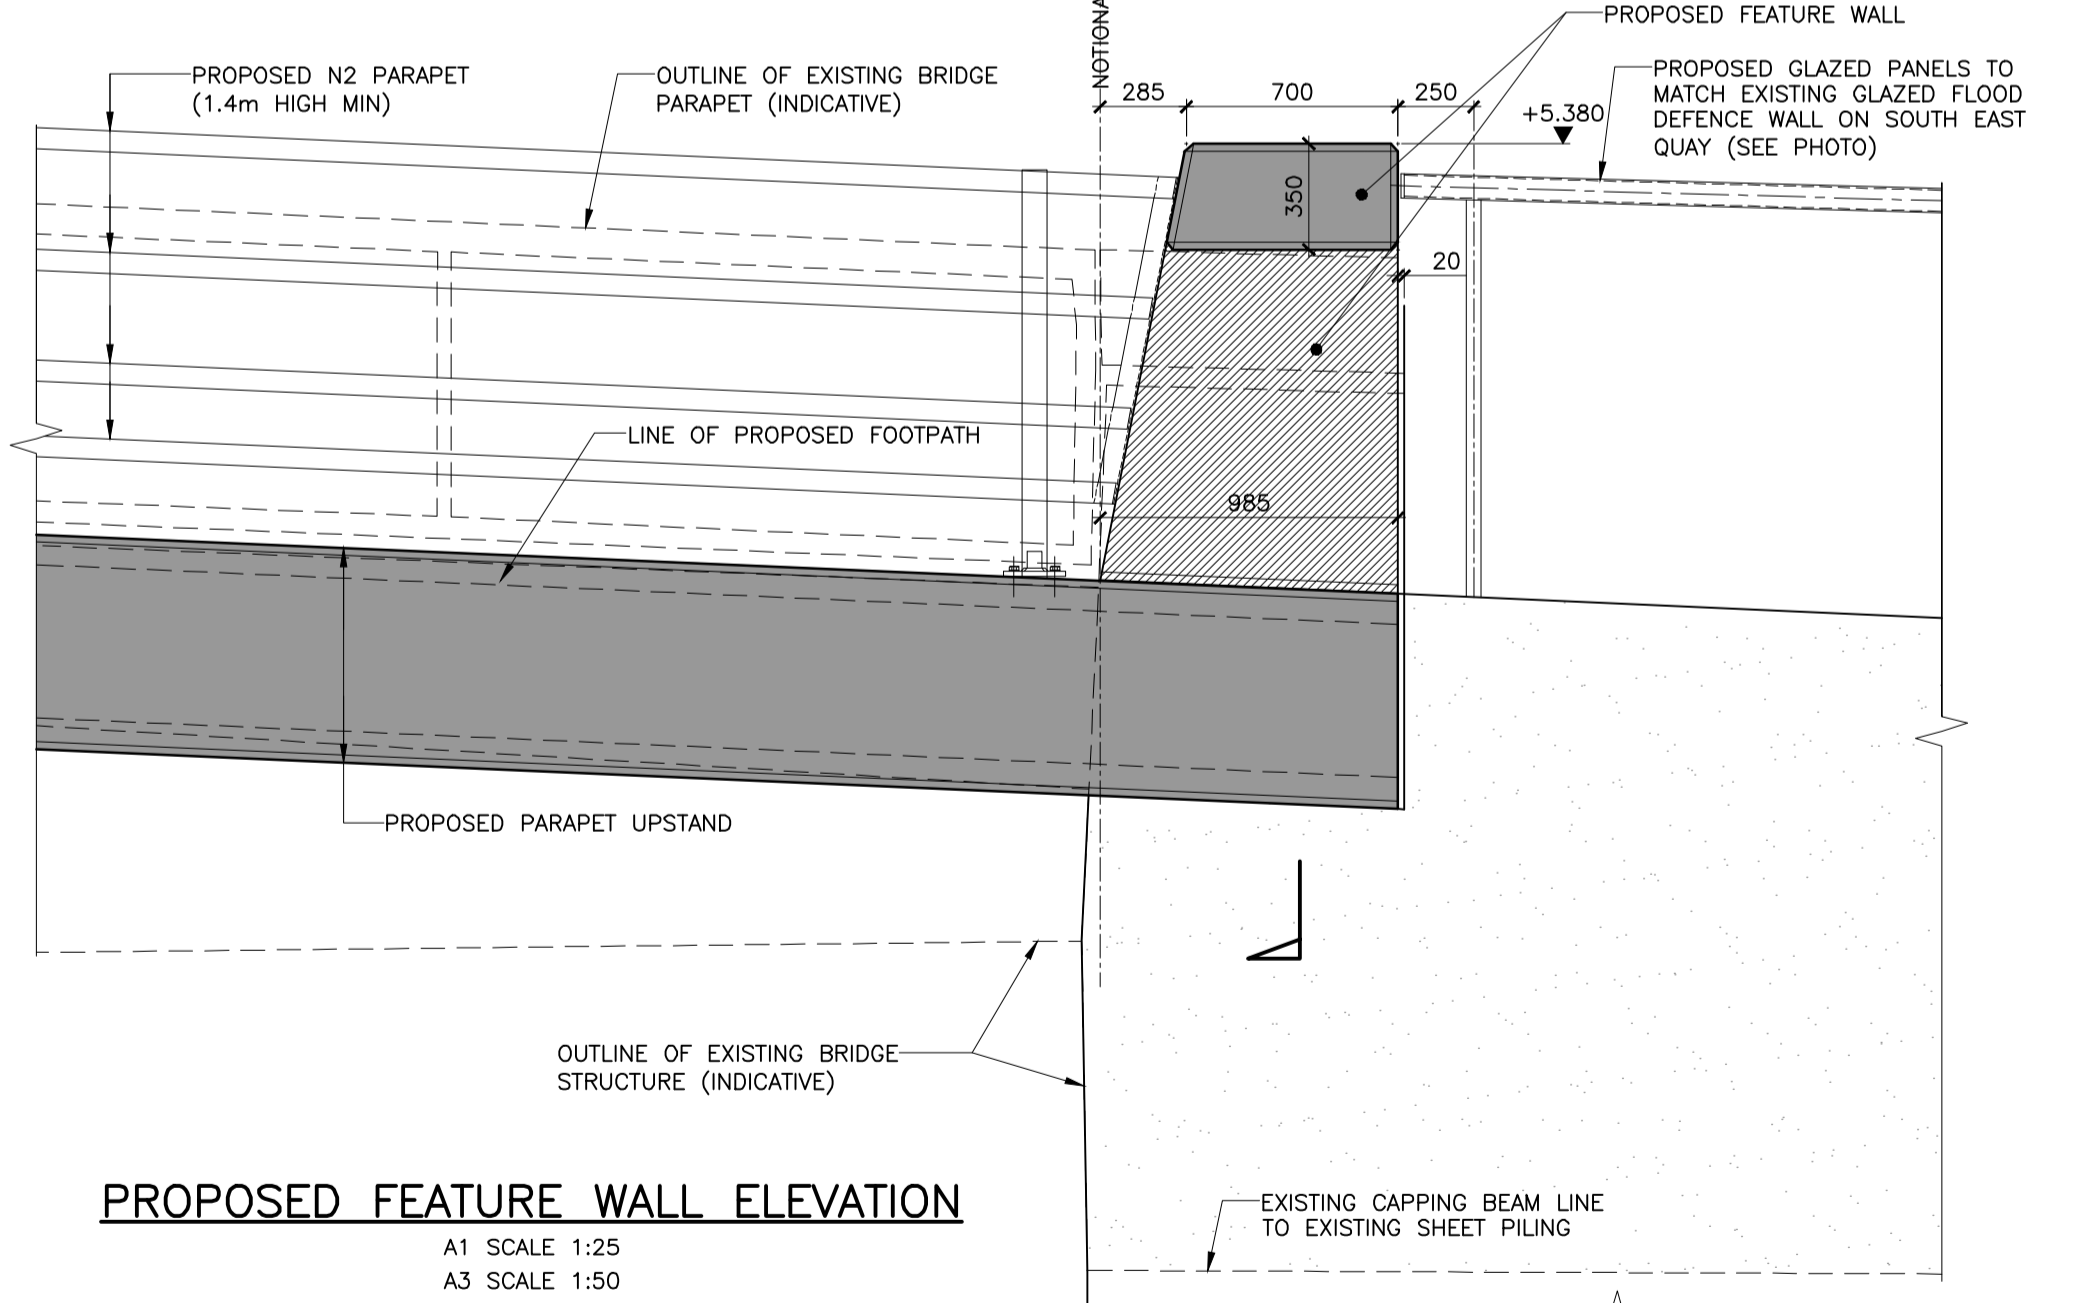 PROPOSED FEATURE WALL
PROPOSED N2 PARAPET
(1.4m HIGH MIN)
OUTLINE OF EXISTING BRIDGE
PARAPET (INDICATIVE)
PROPOSED GLAZED PANELS TO
MATCH EXISTING GLAZED FLOOD
DEFENCE WALL ON SOUTH EAST
QUAY (SEE PHOTO)
285
700
250
+5.380
350
20
LINE OF PROPOSED FOOTPATH
985
PROPOSED PARAPET UPSTAND
OUTLINE OF EXISTING BRIDGE
STRUCTURE (INDICATIVE)
PROPOSED FEATURE WALL ELEVATION
A1 SCALE 1:25
A3 SCALE 1:50
EXISTING CAPPING BEAM LINE
TO EXISTING SHEET PILING